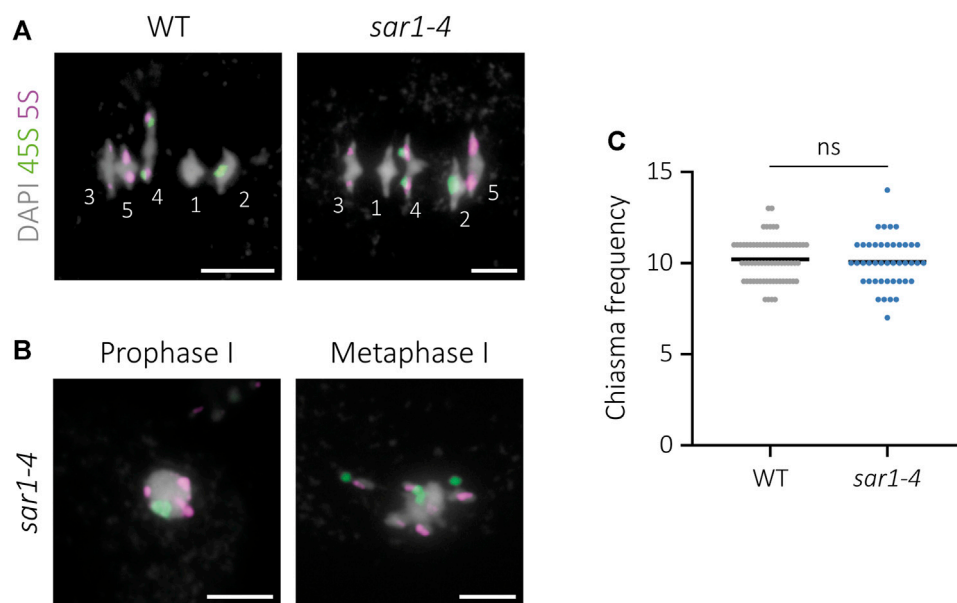 A
WT
sar1-4
DAPI 45S 5S
3
5
4
1
2
3
1
4
2
5
B
Prophase I
Metaphase I
sar1-4
C
ns
Chiasma frequency
15
10
5
0
WT
sar1-4